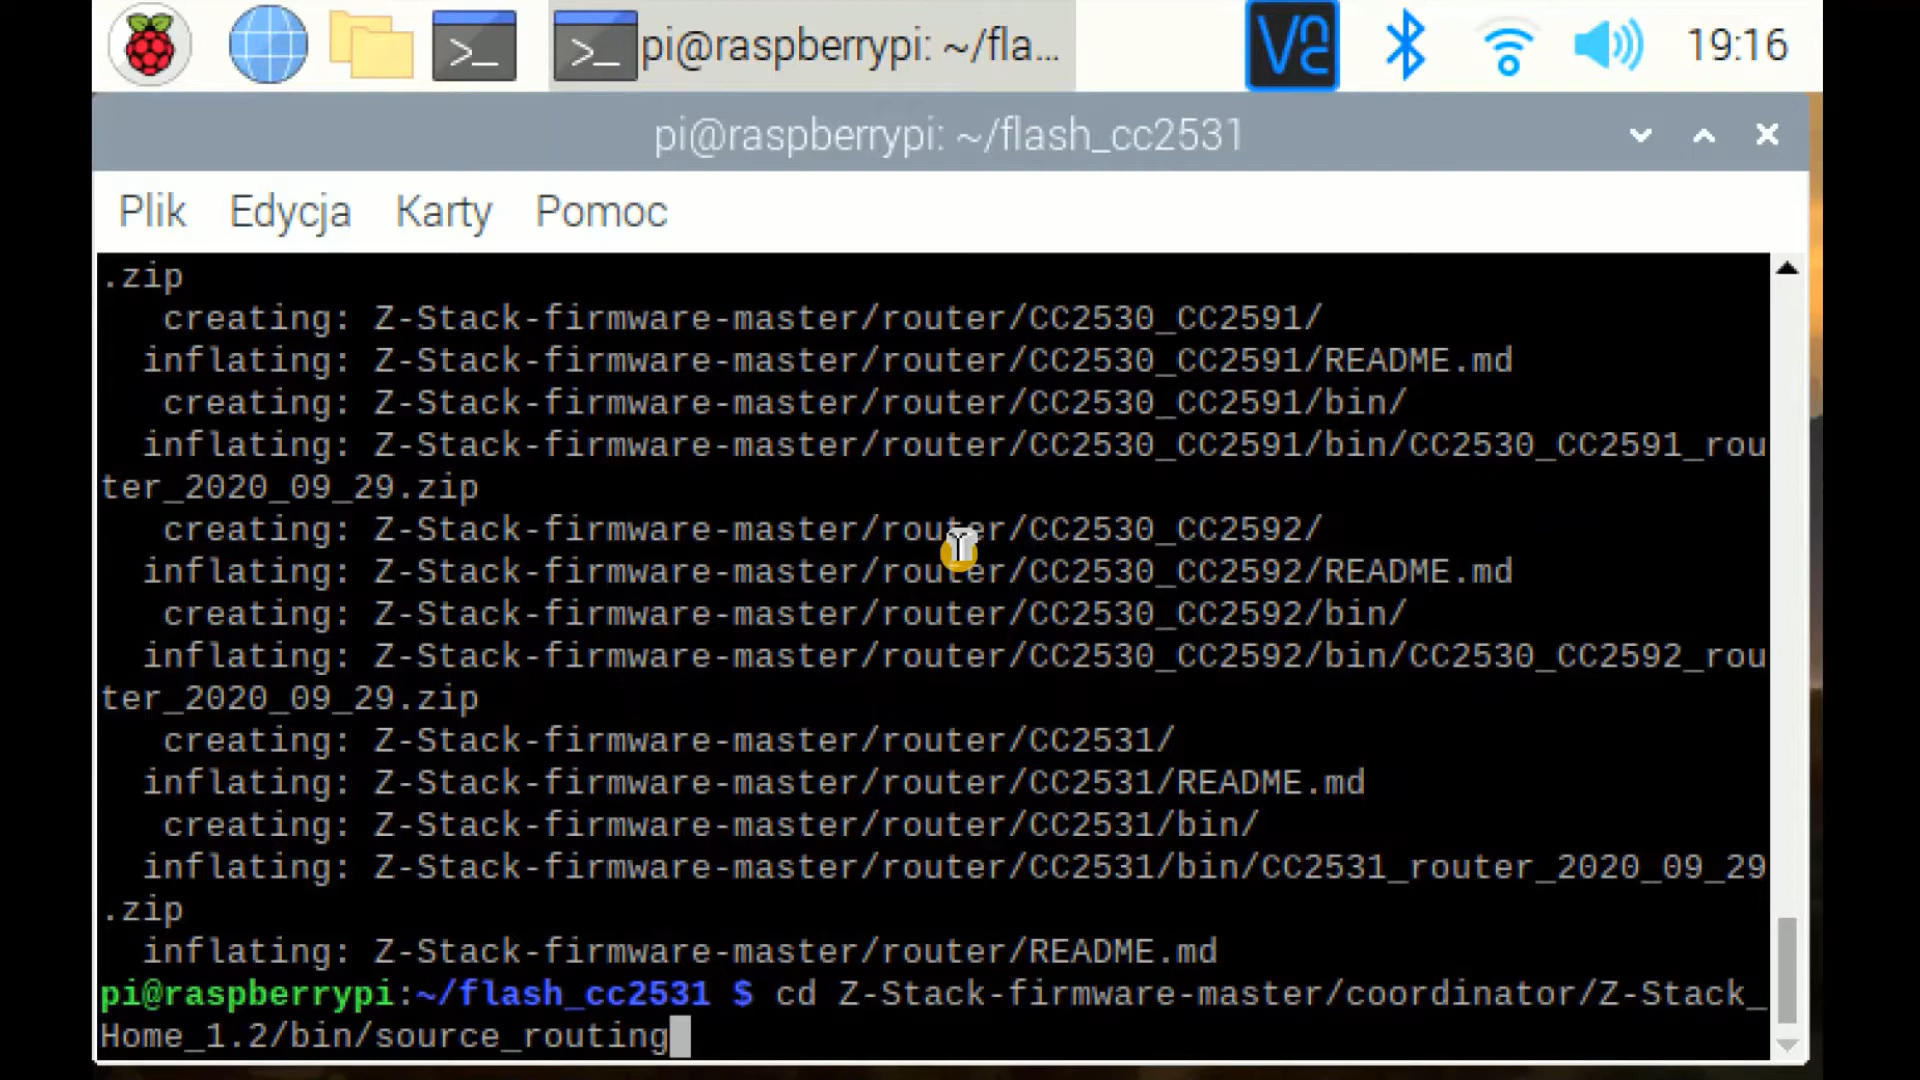 pi@raspberrypi: ~/fla...
19:16
pi@raspberrypi: ~/flash_cc2531
Plik Edycja Karty Pomoc
.zip
creating: Z-Stack-firmware-master/router/CC2530_CC2591/
inflating: Z-Stack-firmware-master/router/CC2530_CC2591/README.md
creating: Z-Stack-firmware-master/router/CC2530_CC2591/bin/
inflating: Z-Stack-firmware-master/router/CC2530_CC2591/bin/CC2530_CC2591_rou
ter_2020_09_29.zip
creating: Z-Stack-firmware-master/router/CC2530_CC2592/
inflating: Z-Stack-firmware-master/router/CC2530_CC2592/README.md
creating: Z-Stack-firmware-master/router/CC2530_CC2592/bin/
inflating: Z-Stack-firmware-master/router/CC2530_CC2592/bin/CC2530_CC2592_rou
ter_2020_09_29.zip
creating: Z-Stack-firmware-master/router/CC2531/
inflating: Z-Stack-firmware-master/router/CC2531/README.md
creating: Z-Stack-firmware-master/router/CC2531/bin/
inflating: Z-Stack-firmware-master/router/CC2531/bin/CC2531_router_2020_09_29
.zip
inflating: Z-Stack-firmware-master/router/README.md
pi@raspberrypi:~/flash_cc2531 $ cd Z-Stack-firmware-master/coordinator/Z-Stack_
Home_1.2/bin/source_routing